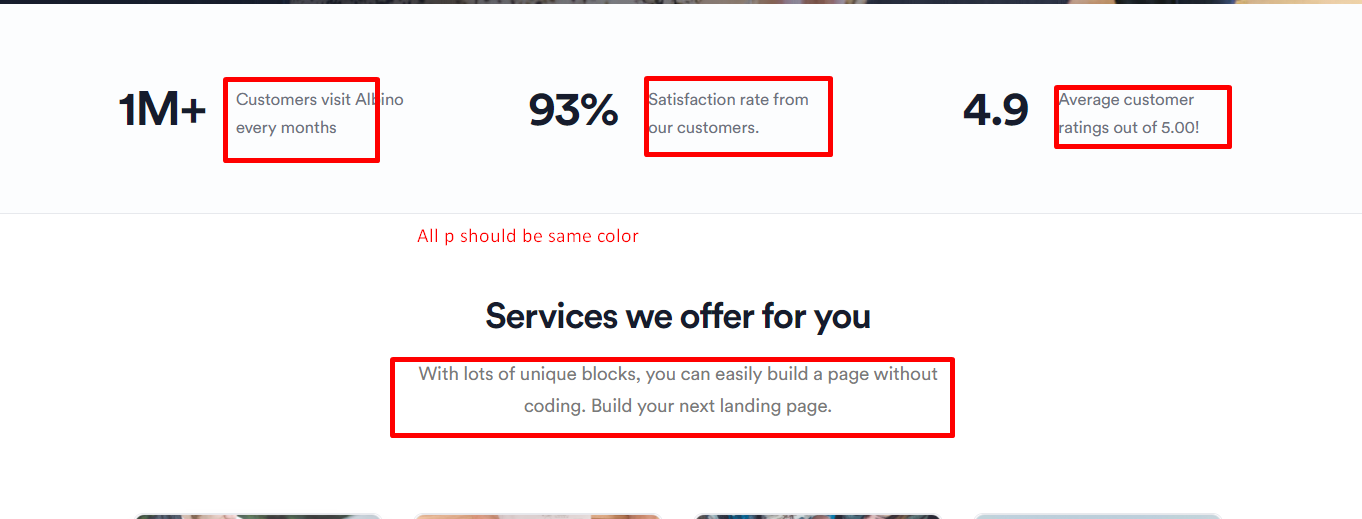 1M+
Customers visit Albino
every months
93%
Satisfaction rate from
our customers.
4.9
Average customer
ratings out of 5.00!
All p should be same color
Services we offer for you
With lots of unique blocks, you can easily build a page without
coding. Build your next landing page.